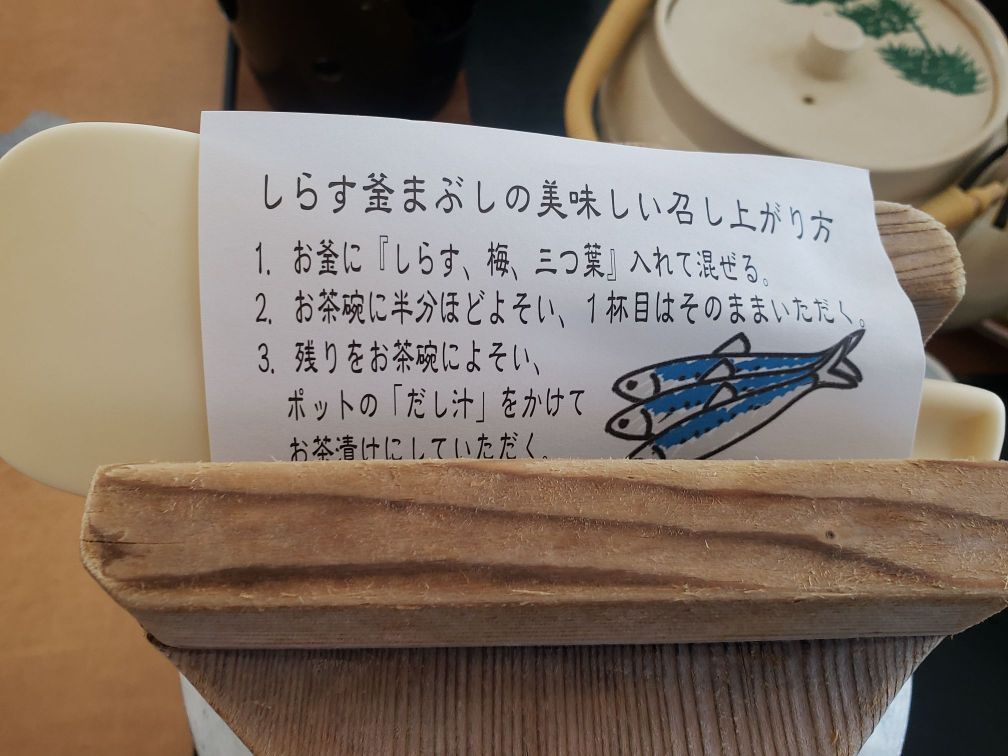 しらす釜まぶしの美味しい召し上がり方
1. お釜に『しらす、梅、三つ葉』入れて混ぜる。
2. お茶碗に半分ほどよそい、1杯目はそのままいただく。
3. 残りをお茶碗によそい、
ポットの「だし汁」をかけて
お茶漬けにしていただく。